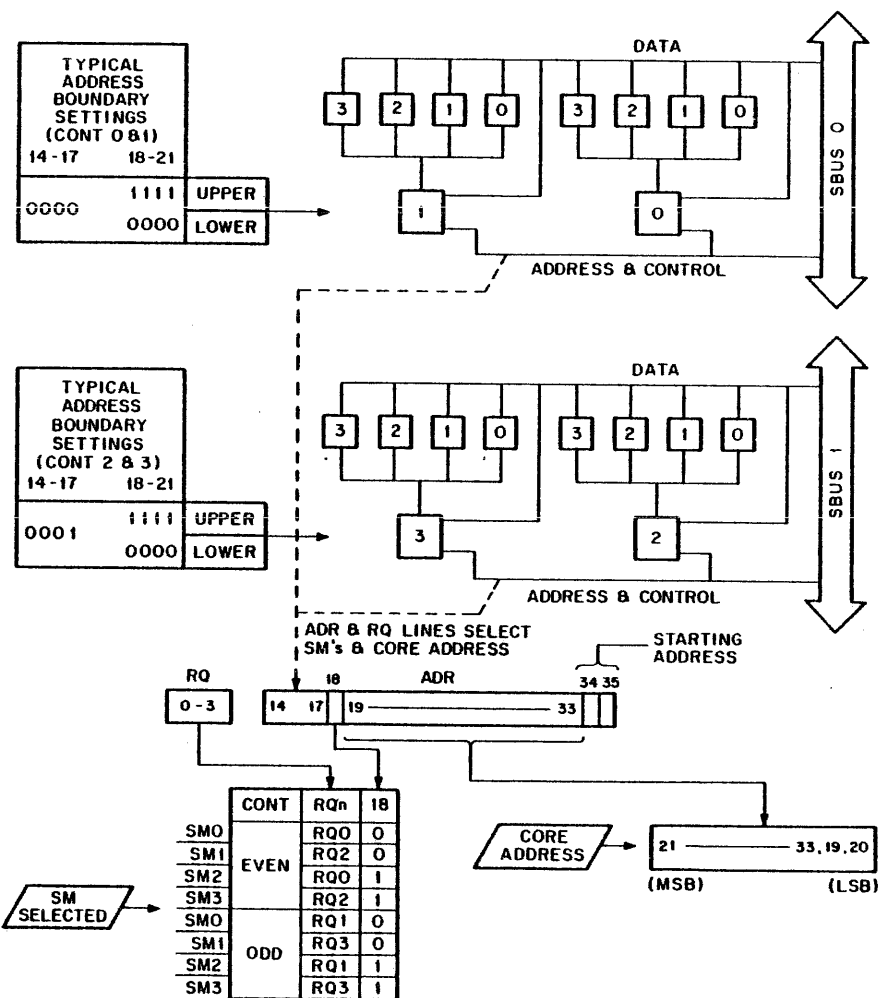 TYPICAL
ADDRESS
BOUNDARY
SETTINGS
(CONT 0 & 1)
14-17 18-21
0000 1111 UPPER
0000 LOWER
DATA
3 2 1 0 3 2 1 0
1 0
ADDRESS & CONTROL
SBUS 0
TYPICAL
ADDRESS
BOUNDARY
SETTINGS
(CONT 2 & 3)
14-17 18-21
0001 1111 UPPER
0000 LOWER
DATA
3 2 1 0 3 2 1 0
3 2
ADDRESS & CONTROL
SBUS 1
ADR & RQ LINES SELECT
SM's & CORE ADDRESS
STARTING
ADDRESS
RQ 18 ADR 34 35
0-3 14 17 19 33
CONT RQn 18
SM0 EVEN RQ0 0
SM1 RQ2 0
SM2 RQ0 1
SM3 RQ2 1
SM0 ODD RQ1 0
SM1 RQ3 0
SM2 RQ1 1
SM3 RQ3 1
SM
SELECTED
CORE
ADDRESS
21 33,19,20
(MSB) (LSB)